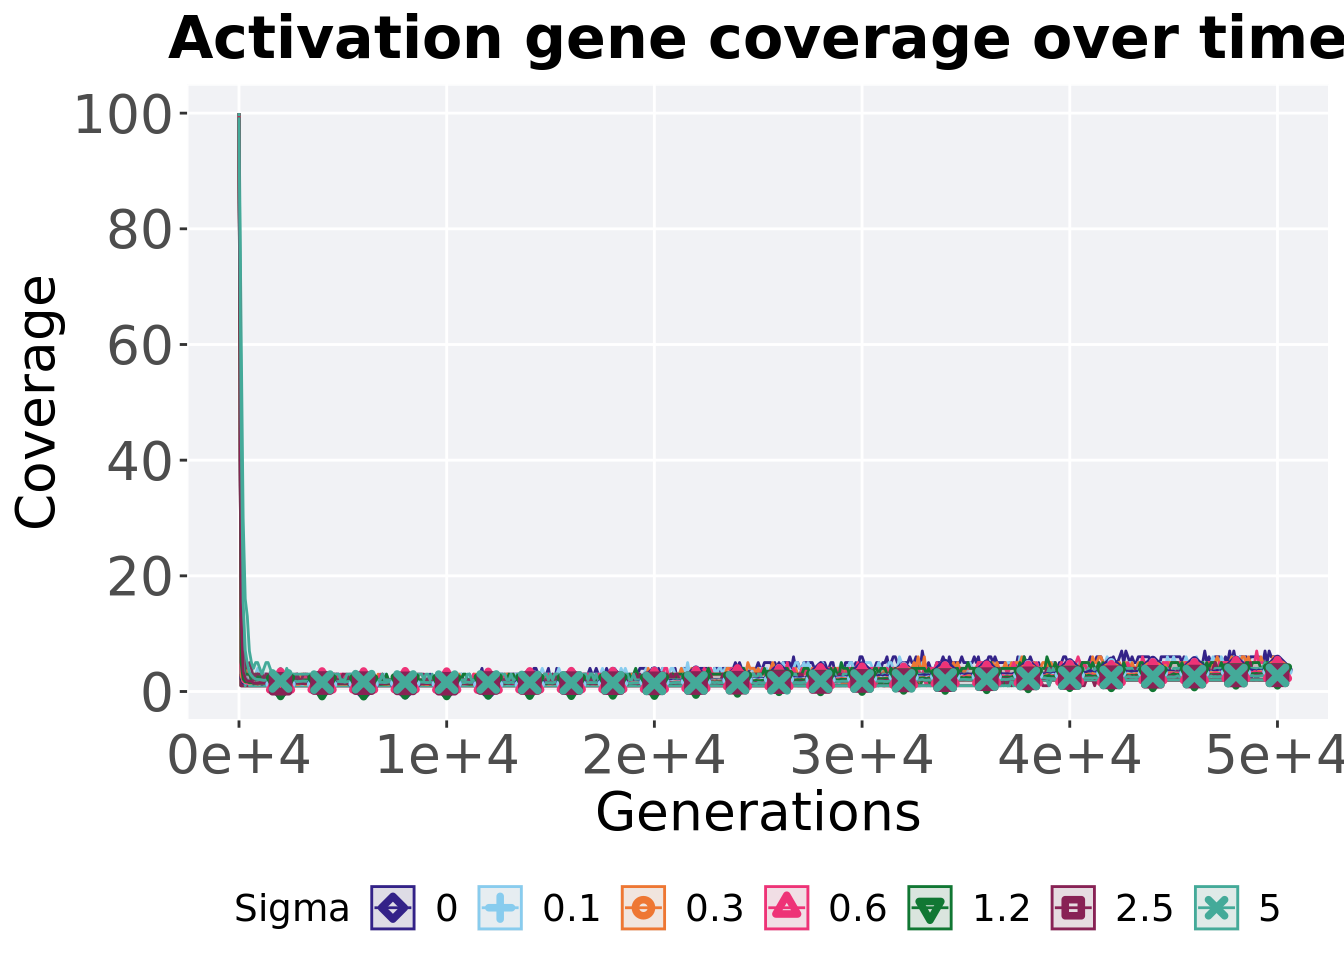 Activation gene coverage over time
Coverage
100
80
60
40
20
0
0e+4 1e+4 2e+4 3e+4 4e+4 5e+4
Generations
Sigma 0 0.1 0.3 0.6 1.2 2.5 5